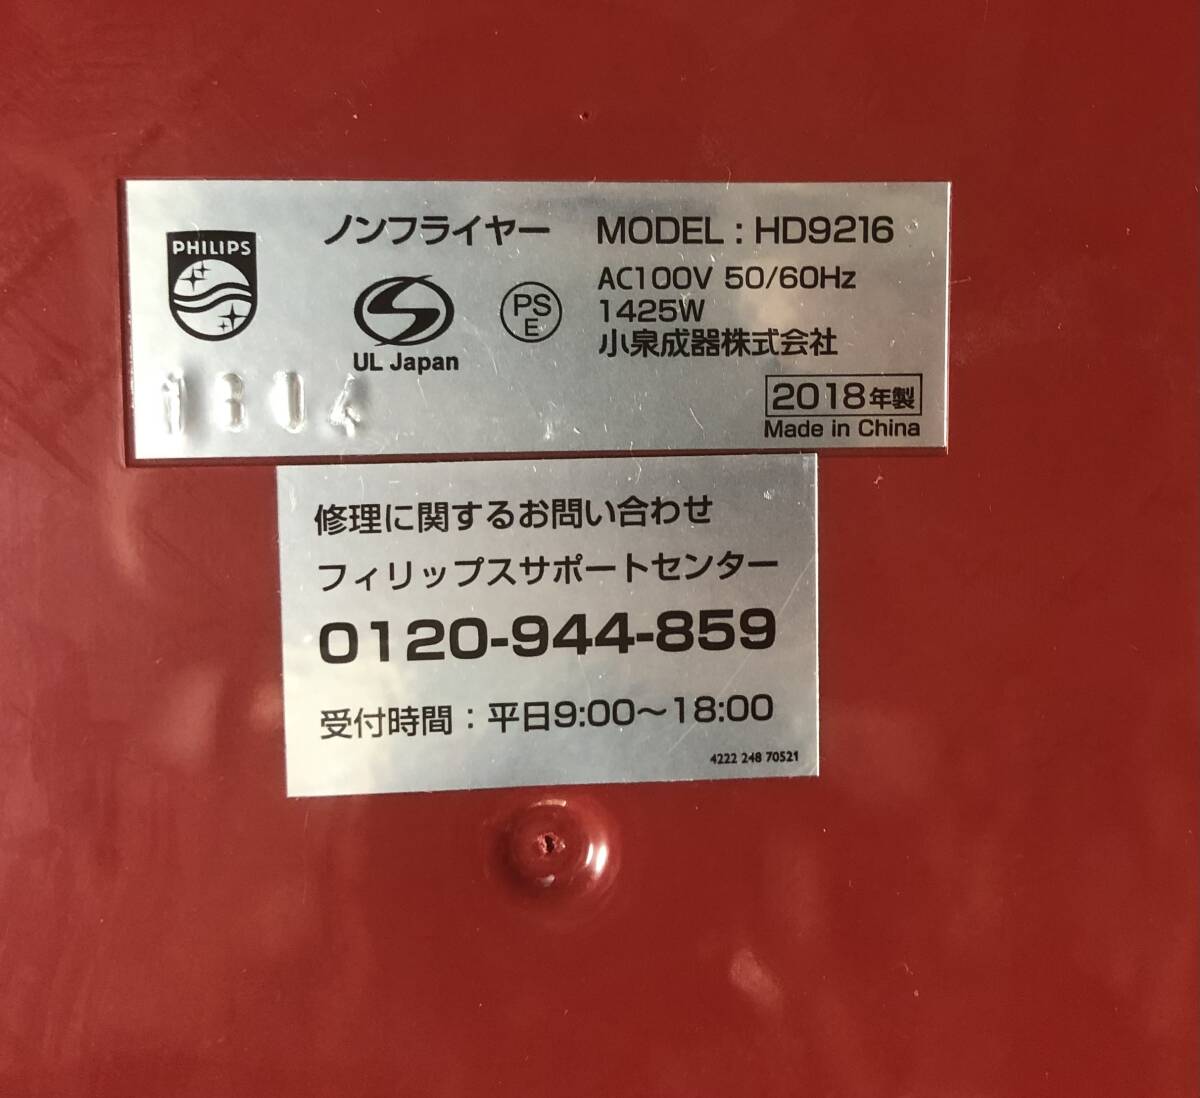 PHILIPS
ノンフライヤー
MODEL : HD9216
AC100V 50/60Hz
1425W
小泉成器株式会社
S
UL Japan
PS
E
1804
2018年製
Made in China
修理に関するお問い合わせ
フィリップスサポートセンター
0120-944-859
受付時間：平日9:00～18:00
4222 248 70521